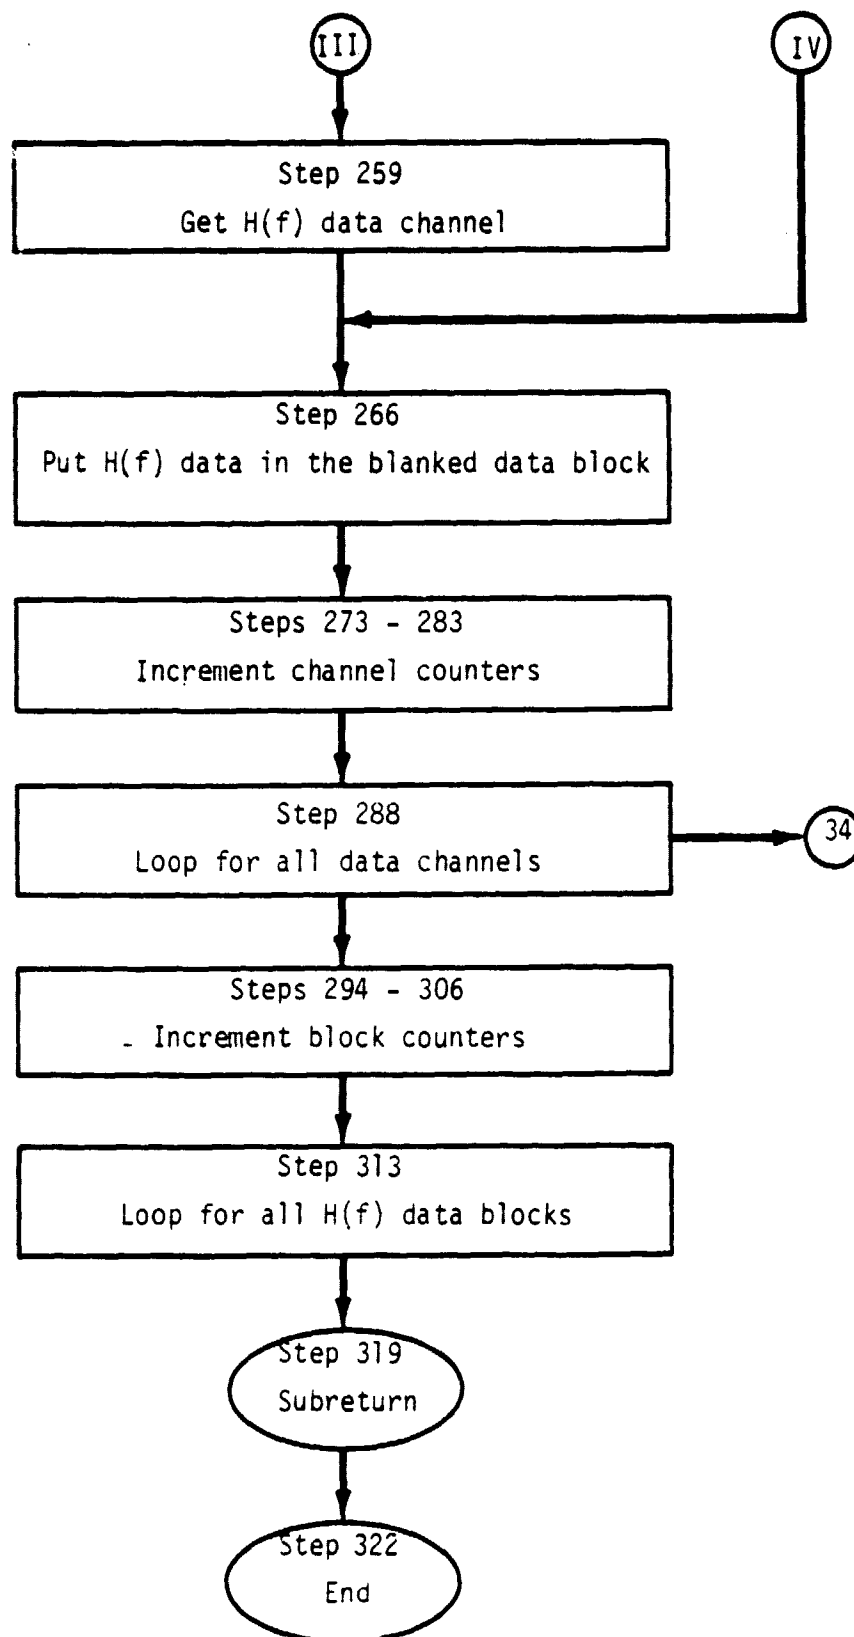 III
IV
Step 259
Get H(f) data channel
Step 266
Put H(f) data in the blanked data block
Steps 273 - 283
Increment channel counters
Step 288
Loop for all data channels
34
Steps 294 - 306
Increment block counters
Step 313
Loop for all H(f) data blocks
Step 319
Subreturn
Step 322
End